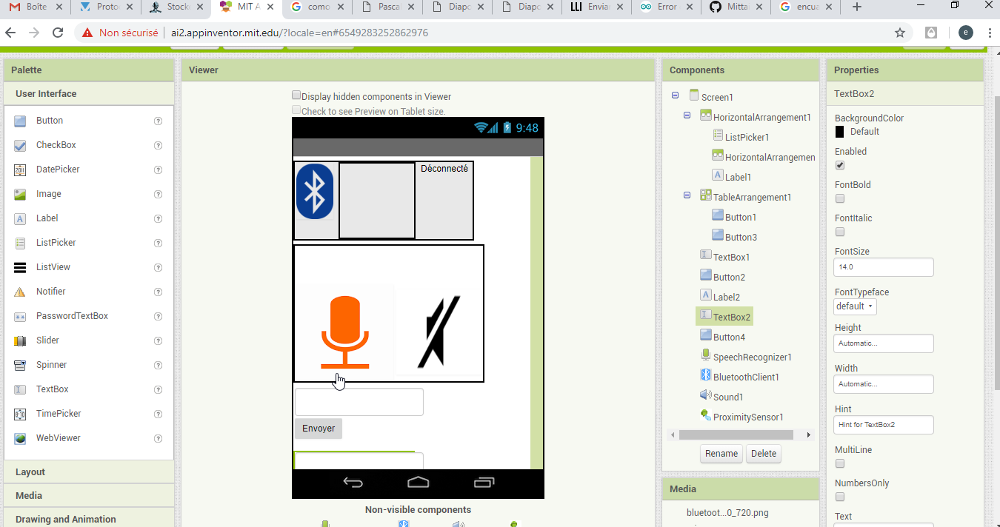 Boîte
Proto
Stock
MIT A
como
Pascal
Diapo
Diapo
Envia
Error
Mitta
encua
Non sécurisé
ai2.appinventor.mit.edu/?locale=en#6549283252862976
e
Palette
User Interface
Button
CheckBox
DatePicker
Image
Label
ListPicker
ListView
Notifier
PasswordTextBox
Slider
Spinner
TextBox
TimePicker
WebViewer
Layout
Media
Drawing and Animation
Viewer
Display hidden components in Viewer
Check to see Preview on Tablet size.
9:48
Déconnecté
Envoyer
Non-visible components
Components
Screen1
HorizontalArrangement1
ListPicker1
HorizontalArrangemen
Label1
TableArrangement1
Button1
Button3
TextBox1
Button2
Label2
TextBox2
Button4
SpeechRecognizer1
BluetoothClient1
Sound1
ProximitySensor1
Rename
Delete
Media
bluetoot...0_720.png
Properties
TextBox2
BackgroundColor
Default
Enabled
FontBold
FontItalic
FontSize
14.0
FontTypeface
default
Height
Automatic...
Width
Automatic...
Hint
Hint for TextBox2
MultiLine
NumbersOnly
Text